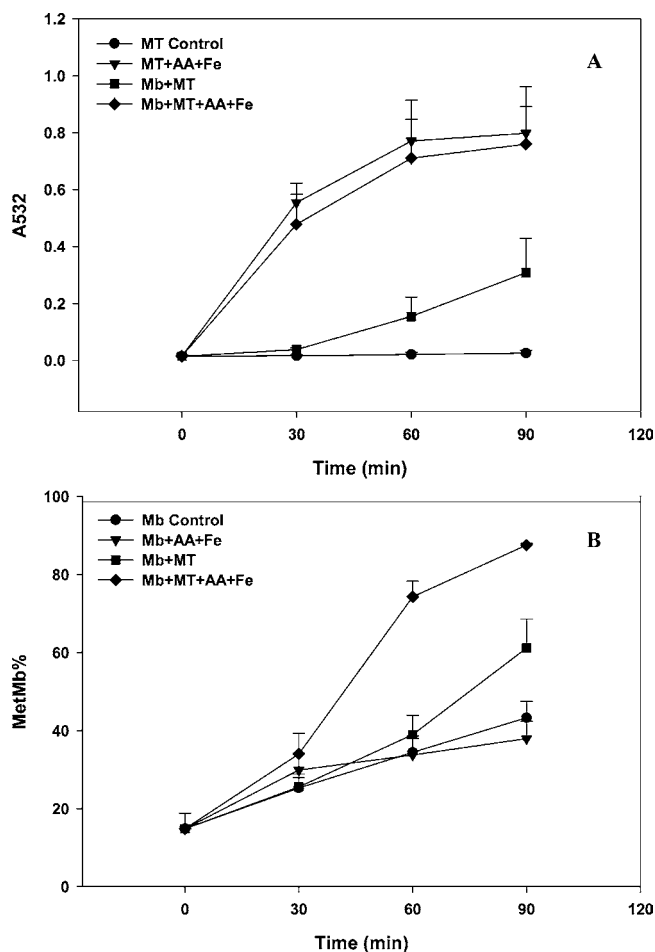 1.2
1.0
0.8
0.6
0.4
0.2
0.0
A532
MT Control
MT+AA+Fe
Mb+MT
Mb+MT+AA+Fe
A
0 30 60 90 120
Time (min)
100
80
60
40
20
0
MetMb%
Mb Control
Mb+AA+Fe
Mb+MT
Mb+MT+AA+Fe
B
0 30 60 90 120
Time (min)